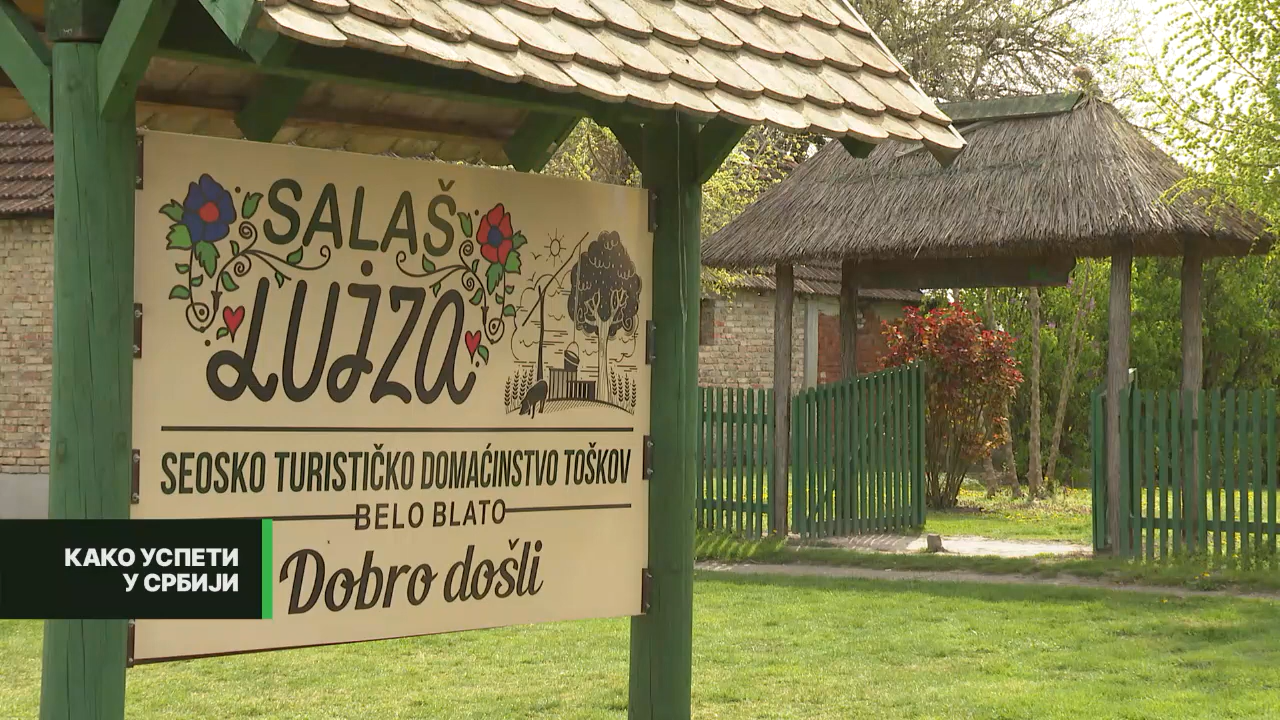 SALAŠ
LUJZA
SEOSKO TURISTIČKO DOMAĆINSTVO TOŠKOV
BELO BLATO
Dobro došli
КАКО УСПЕТИ
У СРБИЈИ